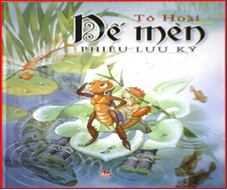 Tô Hoài
Dế mèn
PHIÊU LƯU KÝ